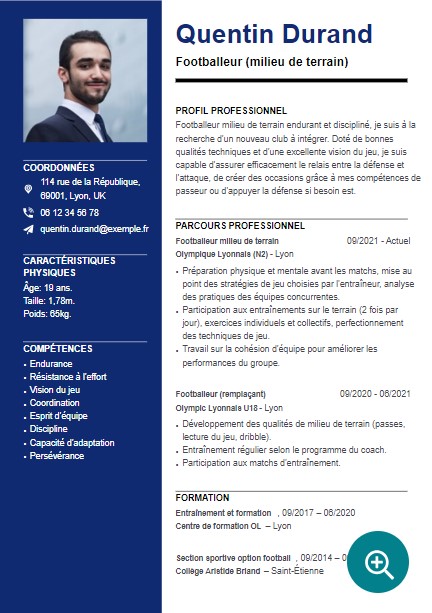 Quentin Durand
Footballeur (milieu de terrain)
COORDONNÉES
114 rue de la République,
69001, Lyon, UK
06 12 34 56 78
quentin.durand@exemple.fr
CARACTÉRISTIQUES
PHYSIQUES
Âge: 19 ans.
Taille: 1,78m.
Poids: 65kg.
COMPÉTENCES
• Endurance
• Résistance à l'effort
• Vision du jeu
• Coordination
• Esprit d'équipe
• Discipline
• Capacité d'adaptation
• Persévérance
PROFIL PROFESSIONNEL
Footballeur milieu de terrain endurant et discipliné, je suis à la
recherche d'un nouveau club à intégrer. Doté de bonnes
qualités techniques et d'une excellente vision du jeu, je suis
capable d'assurer efficacement le relais entre la défense et
l'attaque, de créer des occasions grâce à mes compétences de
passeur ou d'appuyer la défense si besoin est.
PARCOURS PROFESSIONNEL
Footballeur milieu de terrain 09/2021 - Actuel
Olympique Lyonnais (N2) - Lyon
• Préparation physique et mentale avant les matchs, mise au
point des stratégies de jeu choisies par l'entraîneur, analyse
des pratiques des équipes concurrentes.
• Participation aux entraînements sur le terrain (2 fois par
jour), exercices individuels et collectifs, perfectionnement
des techniques de jeu.
• Travail sur la cohésion d'équipe pour améliorer les
performances du groupe.
Footballeur (remplaçant) 09/2020 - 06/2021
Olympic Lyonnais U18 - Lyon
• Développement des qualités de milieu de terrain (passes,
lecture du jeu, dribble).
• Entraînement régulier selon le programme du coach.
• Participation aux matchs d'entraînement.
FORMATION
Entraînement et formation , 09/2017 – 06/2020
Centre de formation OL – Lyon
Section sportive option football , 09/2014 – 0
Collège Aristide Briand – Saint-Étienne